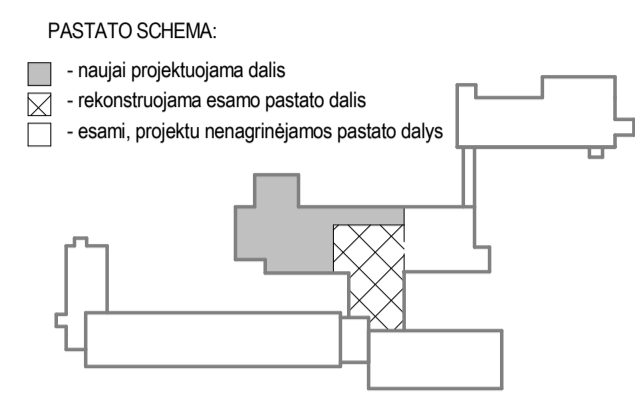 PASTATO SCHEMA:
- naujai projektuojama dalis
- rekonstruojama esamo pastato dalis
- esami, projektu nenagrinėjamos pastato dalys